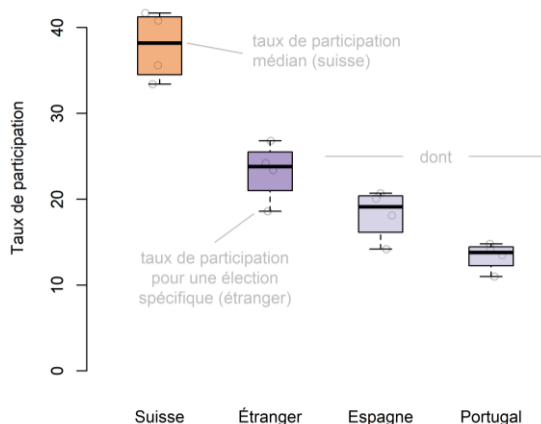 40
30
20
10
0
Taux de participation
taux de participation
médian (suisse)
dont
taux de participation
pour une élection
spécifique (étranger)
Suisse
Étranger
Espagne
Portugal